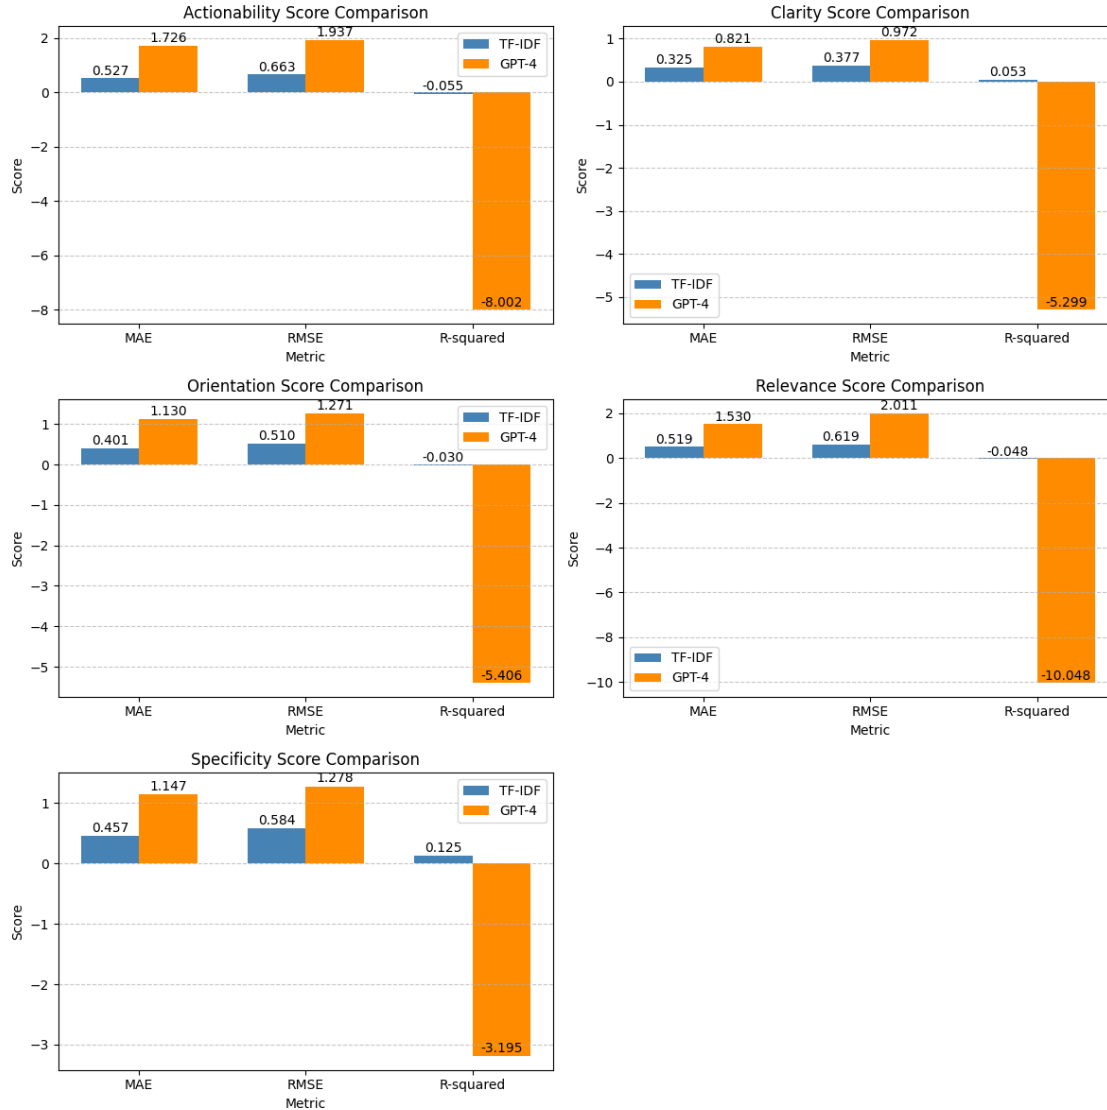 Actionability Score Comparison
2
0
−2
−4
−6
−8
Score
0.527
1.726
0.663
1.937
-0.055
-8.002
TF-IDF
GPT-4
MAE
RMSE
R-squared
Metric
Clarity Score Comparison
1
0
−1
−2
−3
−4
−5
Score
0.325
0.821
0.377
0.972
0.053
-5.299
TF-IDF
GPT-4
MAE
RMSE
R-squared
Metric
Orientation Score Comparison
1
0
−1
−2
−3
−4
−5
Score
0.401
1.130
0.510
1.271
-0.030
-5.406
TF-IDF
GPT-4
MAE
RMSE
R-squared
Metric
Relevance Score Comparison
2
0
−2
−4
−6
−8
−10
Score
0.519
1.530
0.619
2.011
-0.048
-10.048
TF-IDF
GPT-4
MAE
RMSE
R-squared
Metric
Specificity Score Comparison
1
0
−1
−2
−3
Score
0.457
1.147
0.584
1.278
0.125
-3.195
TF-IDF
GPT-4
MAE
RMSE
R-squared
Metric